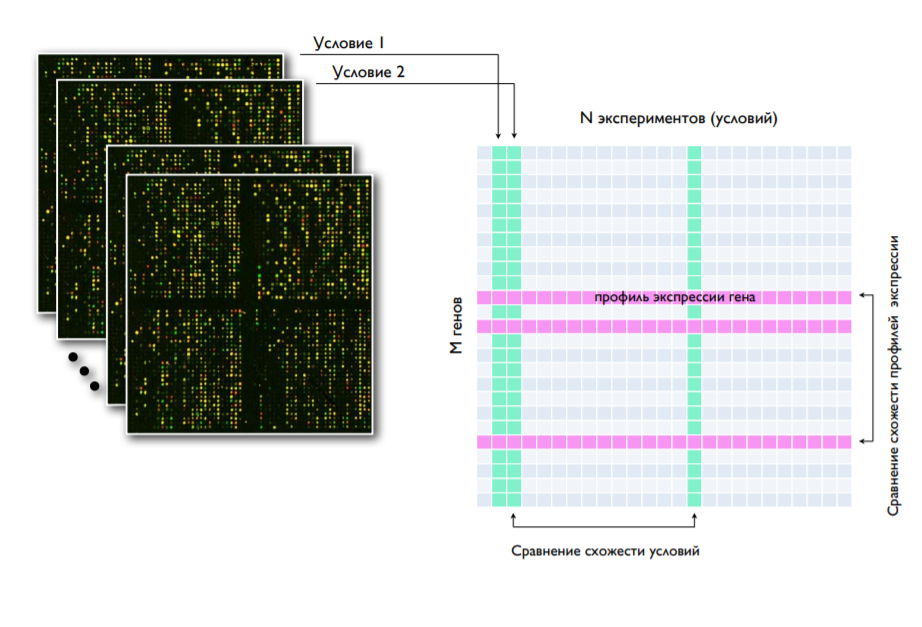 Условие 1
Условие 2
N экспериментов (условий)
M генов
профиль экспрессии гена
Сравнение схожести профилей экспрессии
Сравнение схожести условий